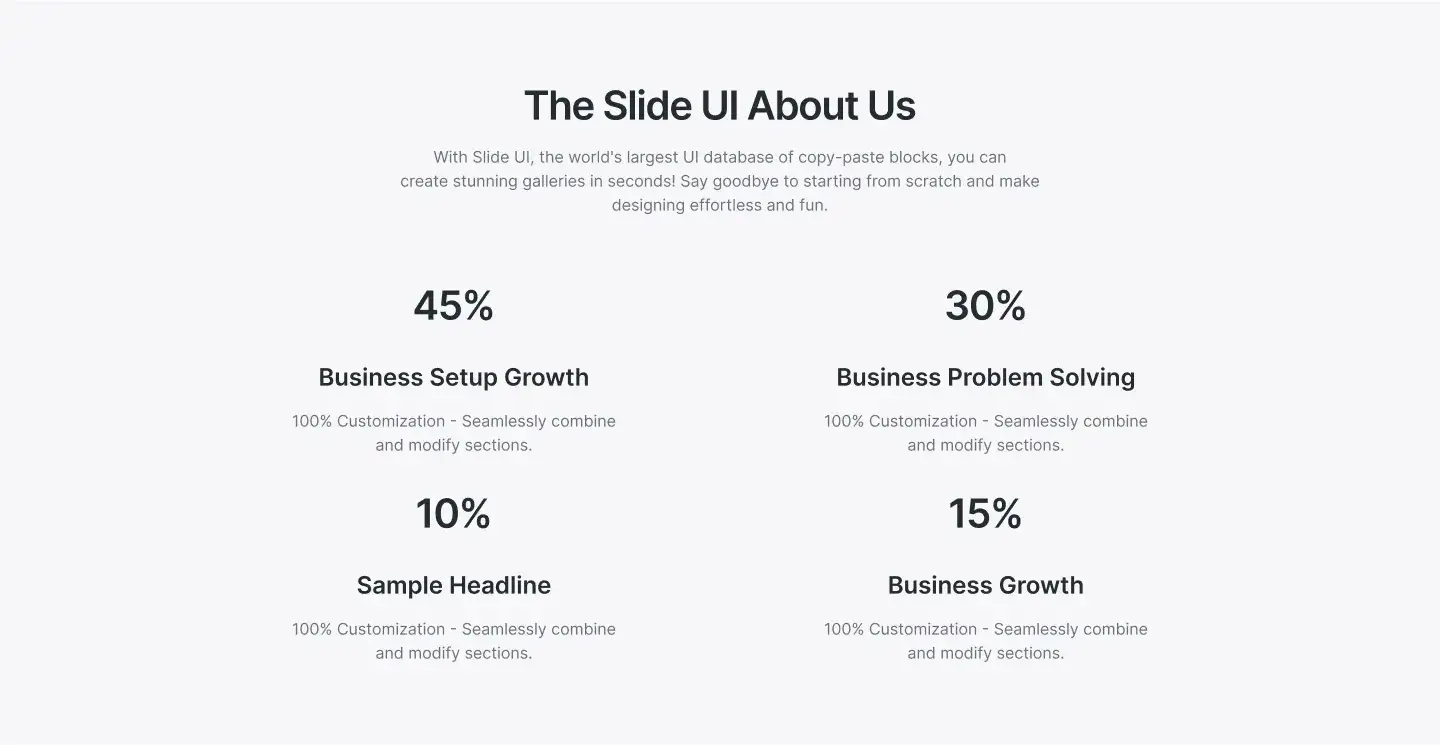 The Slide UI About Us
With Slide UI, the world's largest UI database of copy-paste blocks, you can
create stunning galleries in seconds! Say goodbye to starting from scratch and make
designing effortless and fun.
45%
Business Setup Growth
100% Customization - Seamlessly combine
and modify sections.
30%
Business Problem Solving
100% Customization - Seamlessly combine
and modify sections.
10%
Sample Headline
100% Customization - Seamlessly combine
and modify sections.
15%
Business Growth
100% Customization - Seamlessly combine
and modify sections.